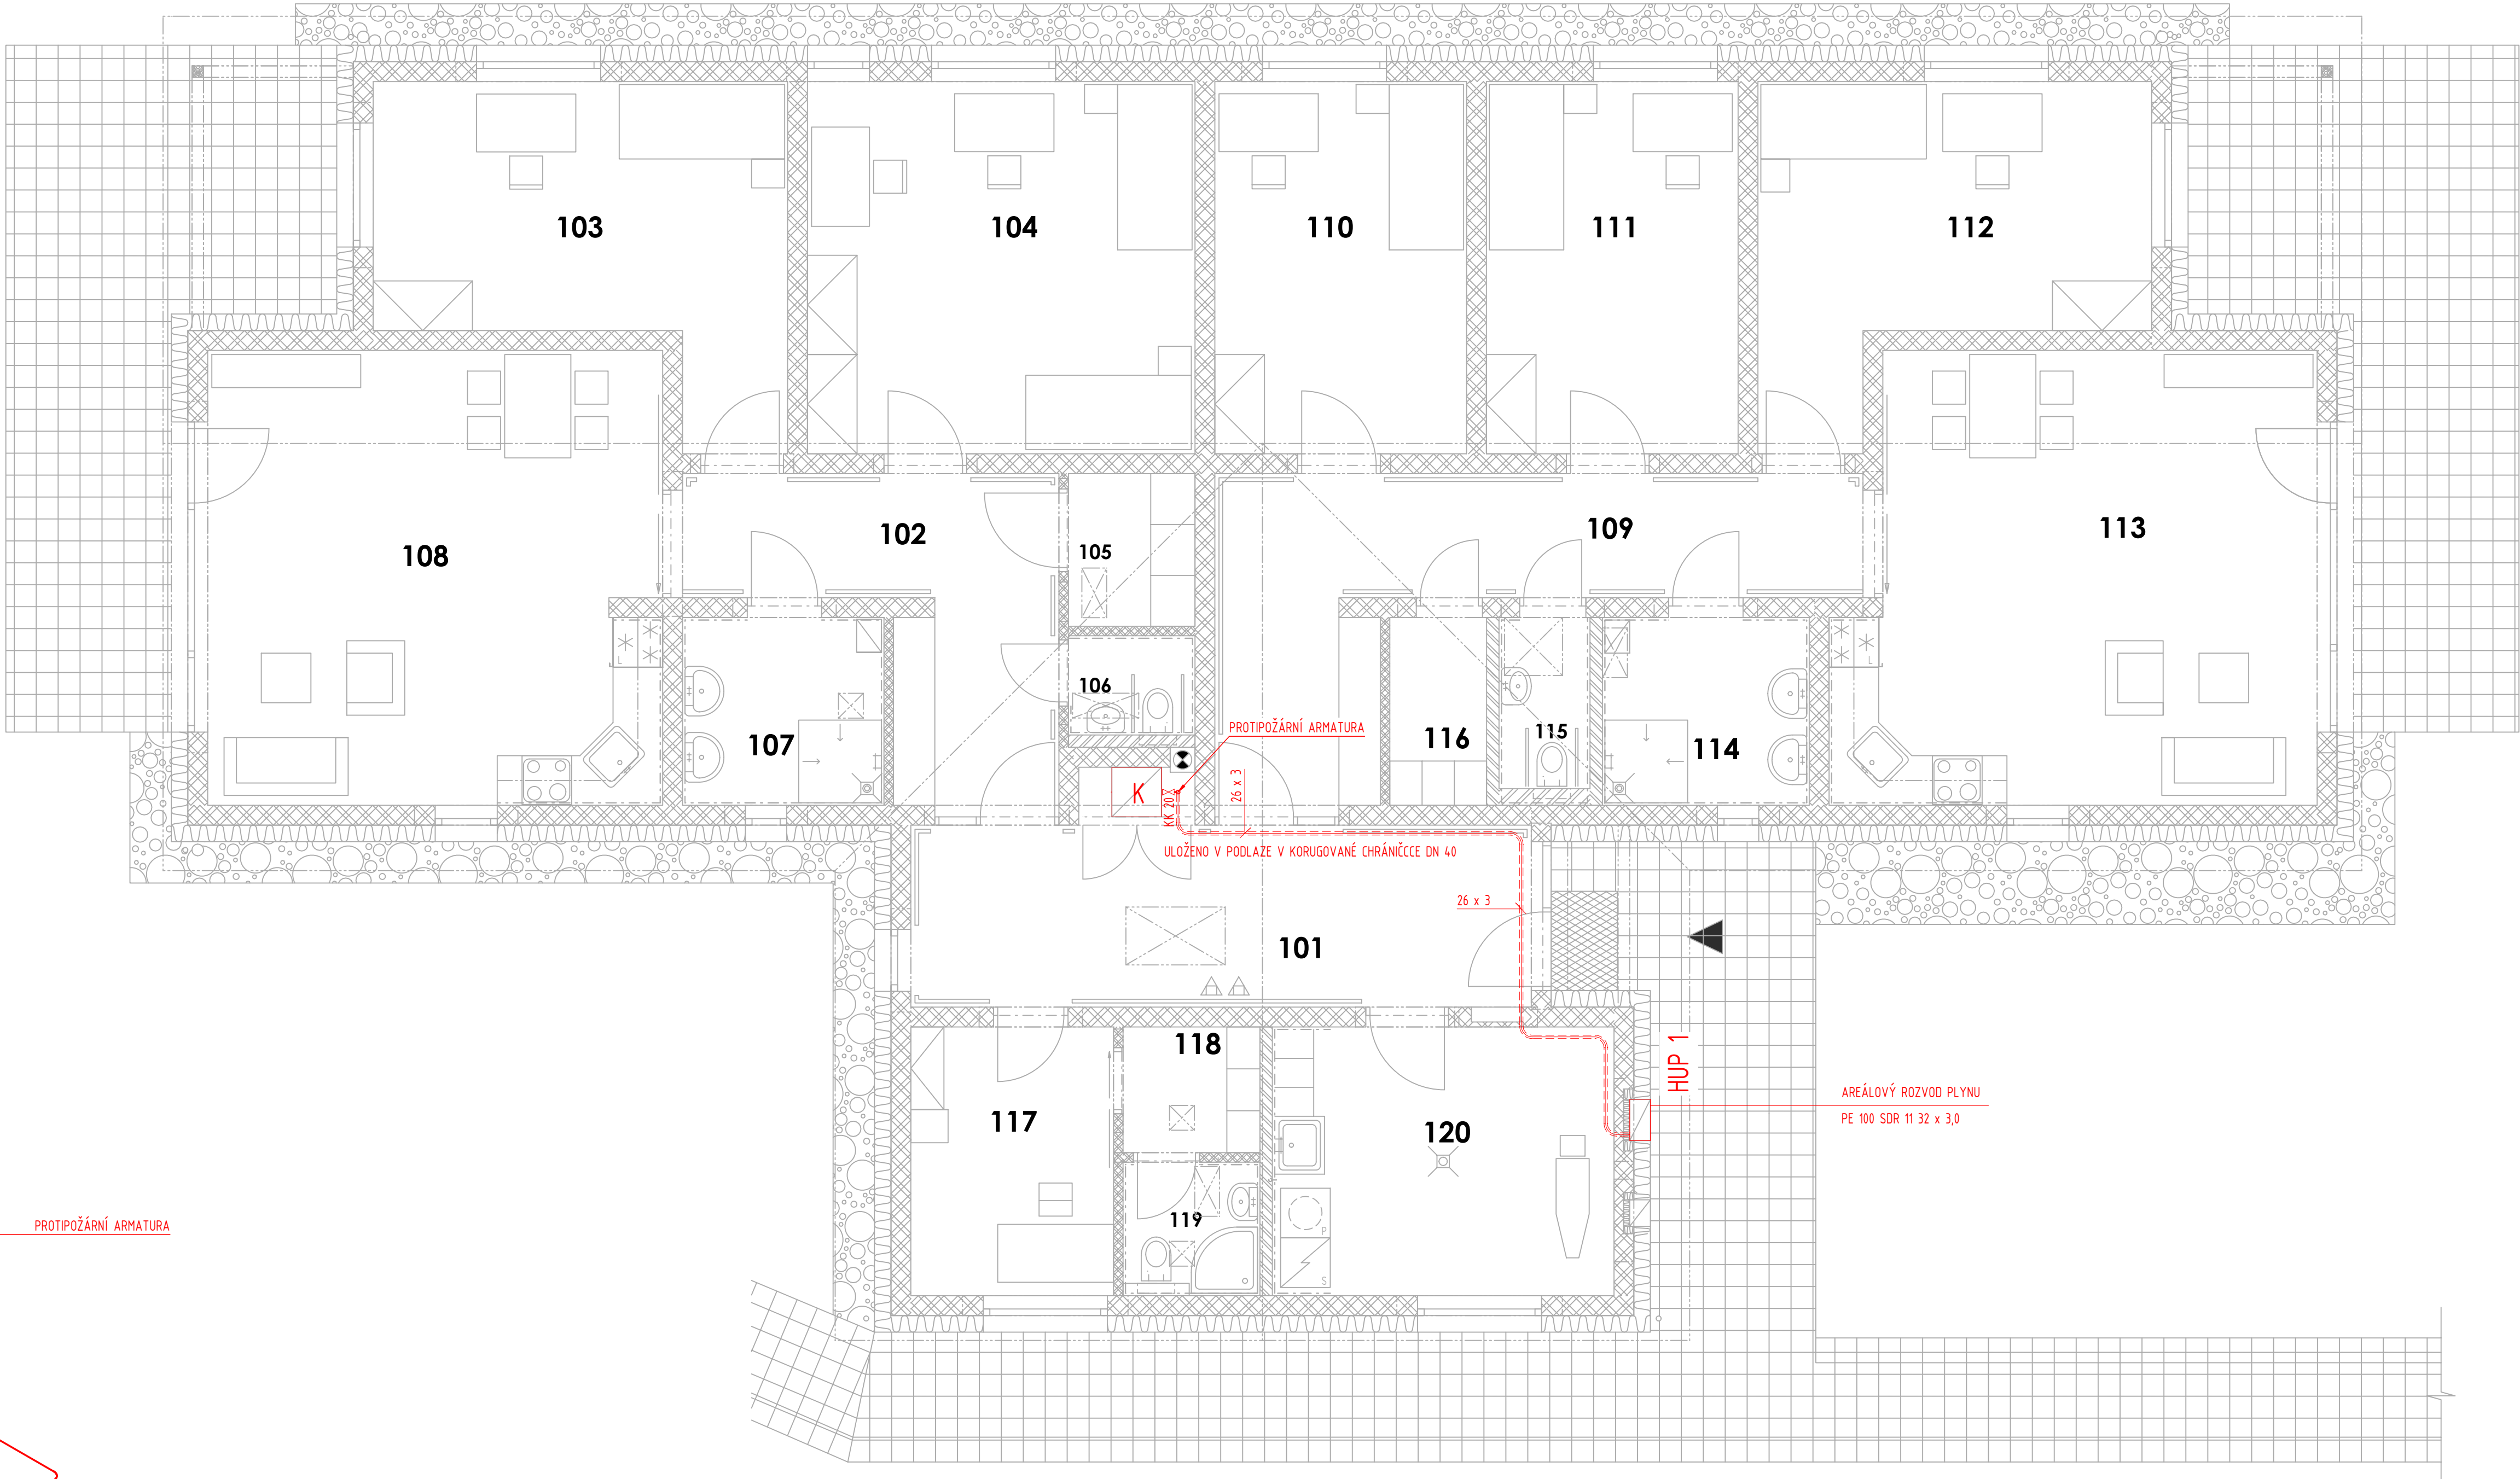 103
104
110
111
112
108
102
105
109
113
106
107
PROTIPOŽÁRNÍ ARMATURA
116
115
114
K
KK 20
26 x 3
ULOŽENO V PODLAZE V KORUGOVANÉ CHRÁNIČCCE DN 40
26 x 3
101
118
HUP 1
117
120
AREÁLOVÝ ROZVOD PLYNU
PE 100 SDR 11 32 x 3,0
119
PROTIPOŽÁRNÍ ARMATURA
L
L
P
S